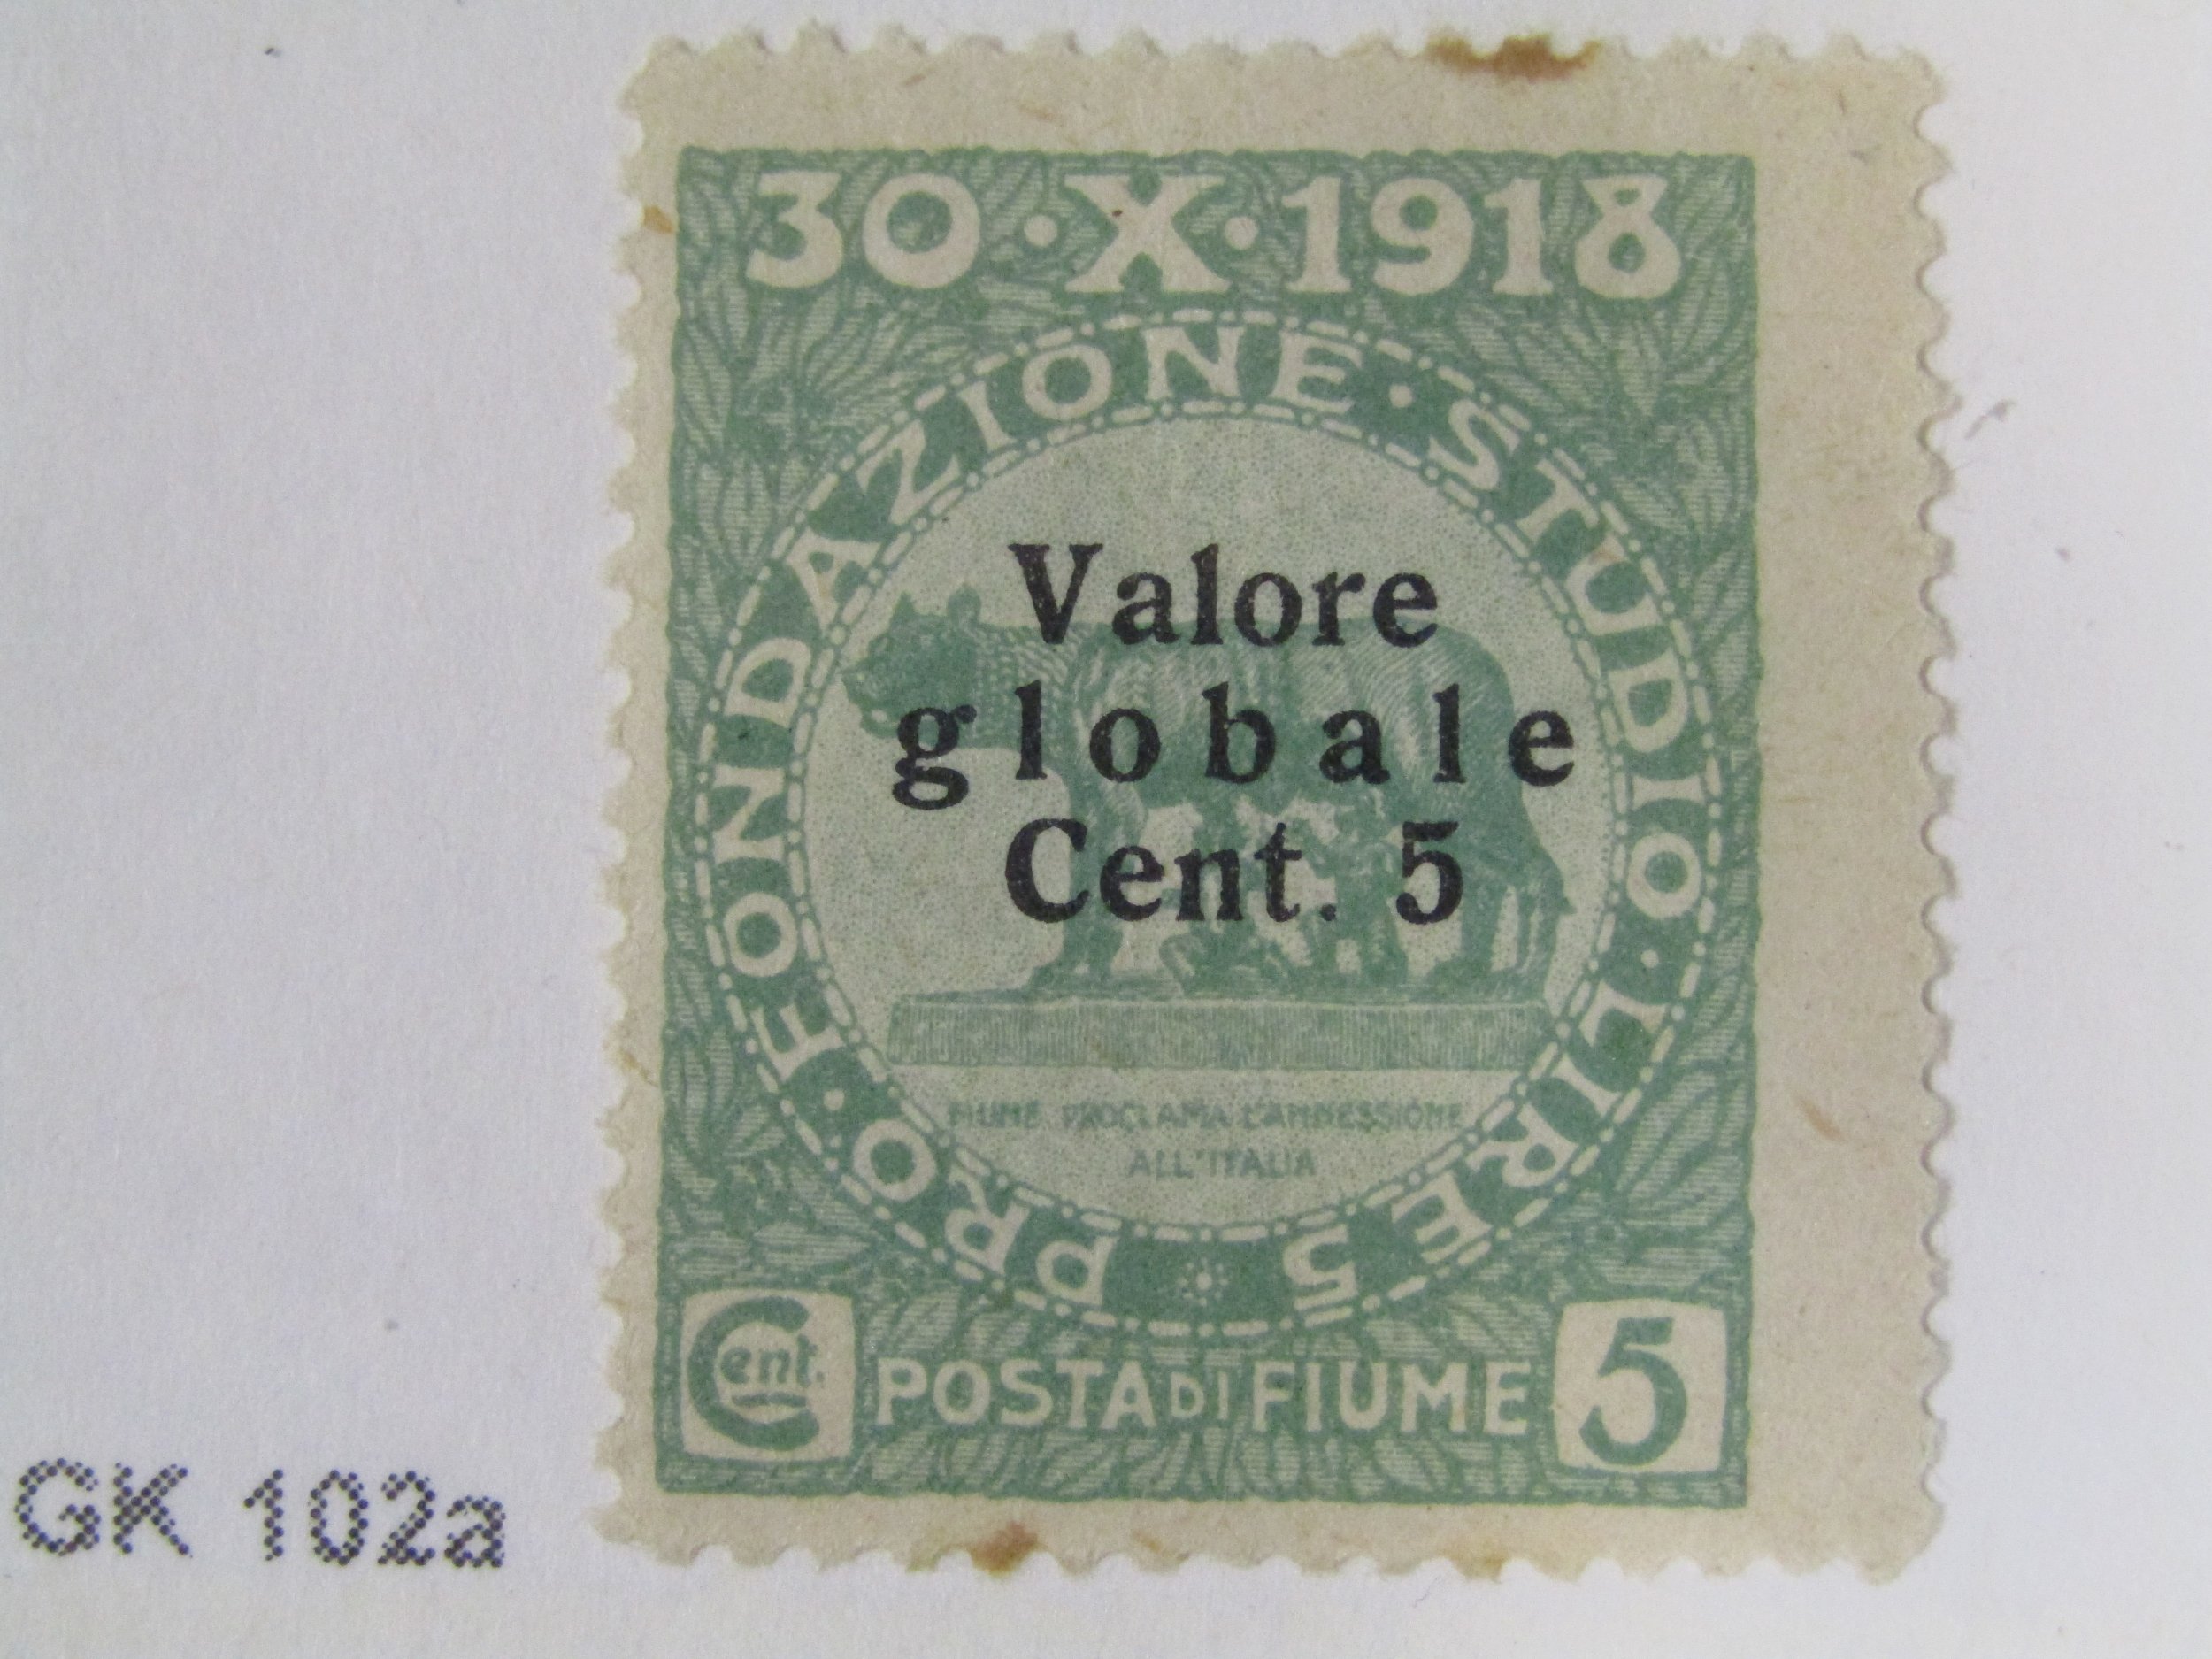 30·X·1918
PRO·FONDAZIONE·STUDIO·LIRE 5
Valore
globale
Cent. 5
FIUME PROCLAMA L'ANNESSIONE
ALL'ITALIA
Cent. POSTA DI FIUME 5
GK 102a